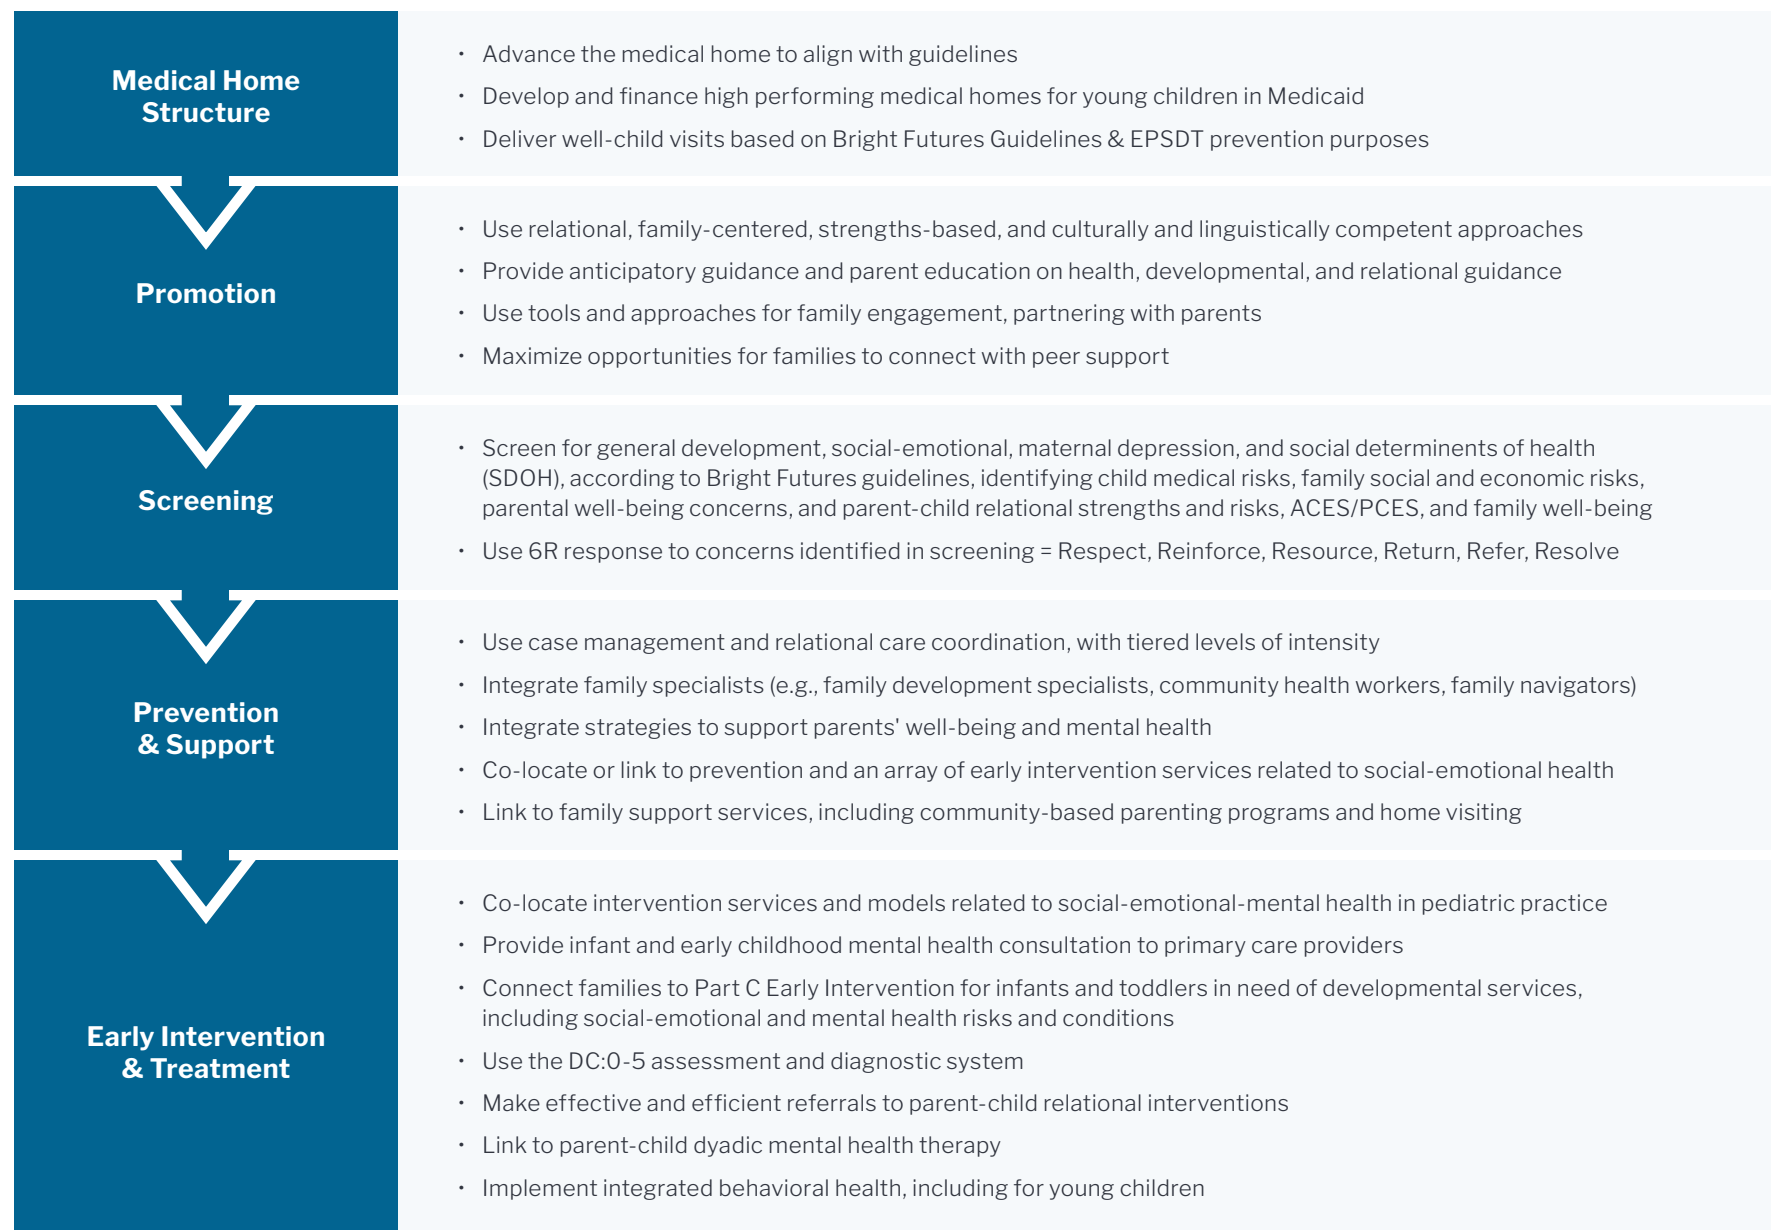 Medical Home
Structure
• Advance the medical home to align with guidelines
• Develop and finance high performing medical homes for young children in Medicaid
• Deliver well-child visits based on Bright Futures Guidelines & EPSDT prevention purposes
Promotion
• Use relational, family-centered, strengths-based, and culturally and linguistically competent approaches
• Provide anticipatory guidance and parent education on health, developmental, and relational guidance
• Use tools and approaches for family engagement, partnering with parents
• Maximize opportunities for families to connect with peer support
Screening
• Screen for general development, social-emotional, maternal depression, and social determinents of health
(SDOH), according to Bright Futures guidelines, identifying child medical risks, family social and economic risks,
parental well-being concerns, and parent-child relational strengths and risks, ACES/PCES, and family well-being
• Use 6R response to concerns identified in screening = Respect, Reinforce, Resource, Return, Refer, Resolve
Prevention
& Support
• Use case management and relational care coordination, with tiered levels of intensity
• Integrate family specialists (e.g., family development specialists, community health workers, family navigators)
• Integrate strategies to support parents' well-being and mental health
• Co-locate or link to prevention and an array of early intervention services related to social-emotional health
• Link to family support services, including community-based parenting programs and home visiting
Early Intervention
& Treatment
• Co-locate intervention services and models related to social-emotional-mental health in pediatric practice
• Provide infant and early childhood mental health consultation to primary care providers
• Connect families to Part C Early Intervention for infants and toddlers in need of developmental services,
including social-emotional and mental health risks and conditions
• Use the DC:0-5 assessment and diagnostic system
• Make effective and efficient referrals to parent-child relational interventions
• Link to parent-child dyadic mental health therapy
• Implement integrated behavioral health, including for young children